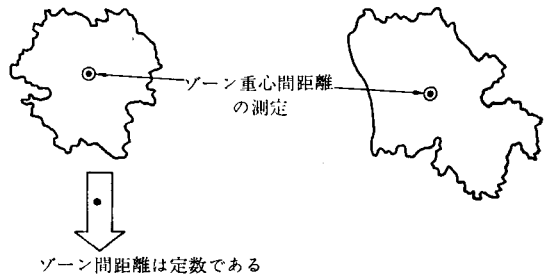 ゾーン重心間距離
の測定
ゾーン間距離は定数である